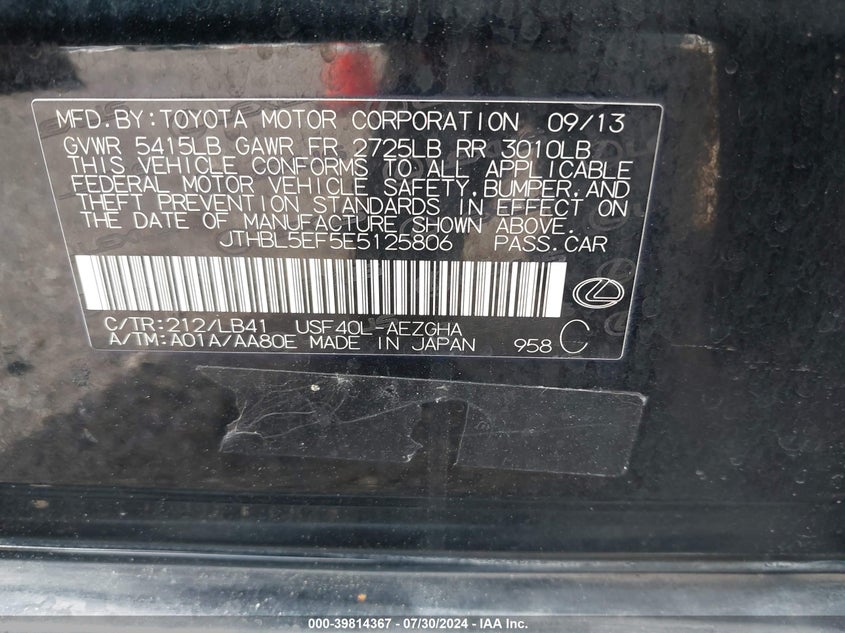 MFD.BY:TOYOTA MOTOR CORPORATION 09/13
GVWR 5415LB GAWR FR 2725LB RR 3010LB
THIS VEHICLE CONFORMS TO ALL APPLICABLE
FEDERAL MOTOR VEHICLE SAFETY,BUMPER,AND
THEFT PREVENTION STANDARDS IN EFFECT ON
THE DATE OF MANUFACTURE SHOWN ABOVE.
JTHBL5EF5E5125806 PASS.CAR
C/TR:212/LB41 USF40L-AEZGHA
A/TM:A01A/AA80E MADE IN JAPAN 958 C
000-39814367 - 07/30/2024 - IAA Inc.